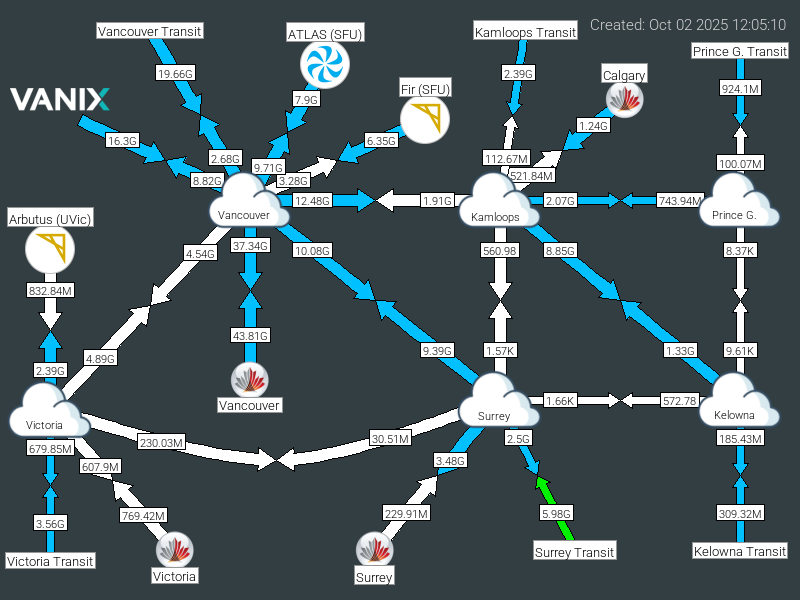 Created: Oct 02 2025 12:05:10
Vancouver Transit
ATLAS (SFU)
Kamloops Transit
Prince G. Transit
19.66G
7.9G
Fir (SFU)
2.39G
Calgary
924.1M
VANIX
16.3G
6.35G
1.24G
2.68G
112.67M
100.07M
8.82G
9.71G
3.28G
521.84M
12.48G
1.91G
2.07G
743.94M
Vancouver
Kamloops
Prince G.
Arbutus (UVic)
4.54G
37.34G
10.08G
560.98
8.85G
8.37K
832.84M
43.81G
4.89G
9.39G
1.57K
1.33G
9.61K
2.39G
Vancouver
1.66K
572.78
Victoria
Surrey
Kelowna
679.85M
230.03M
30.51M
2.5G
185.43M
607.9M
3.48G
769.42M
229.91M
5.98G
309.32M
3.56G
Victoria Transit
Victoria
Surrey
Surrey Transit
Kelowna Transit